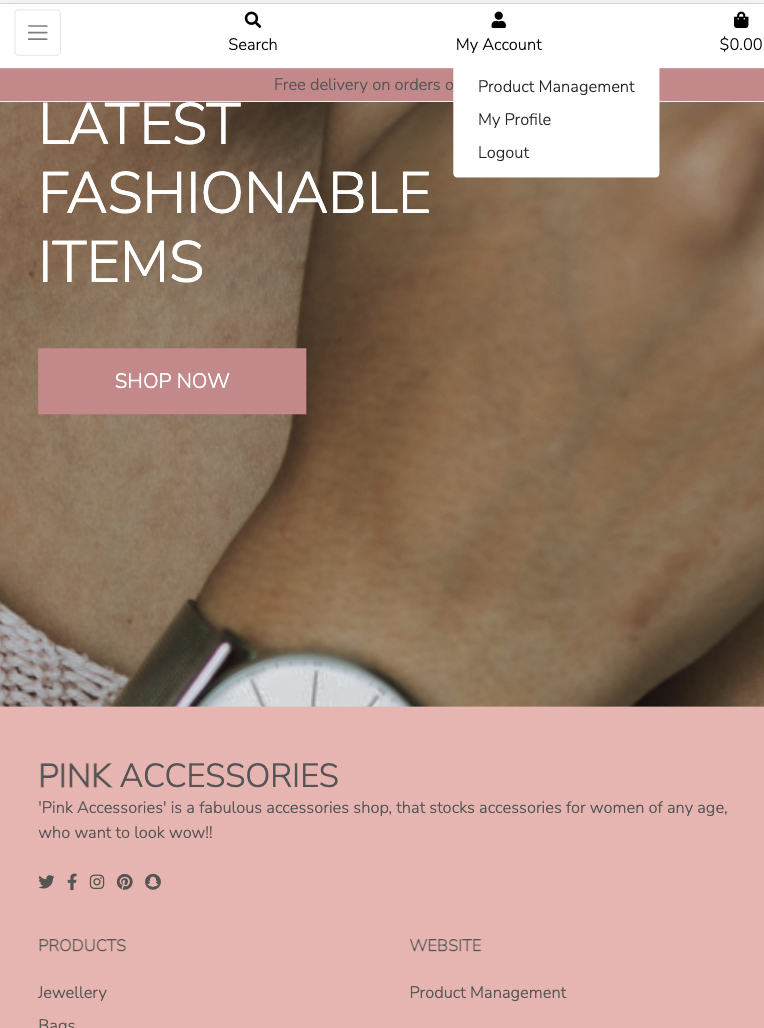 Search
My Account
$0.00
Free delivery on orders o
Product Management
My Profile
Logout
LATEST
FASHIONABLE
ITEMS
SHOP NOW
PINK ACCESSORIES
'Pink Accessories' is a fabulous accessories shop, that stocks accessories for women of any age,
who want to look wow!!
PRODUCTS
WEBSITE
Jewellery
Product Management
Bags